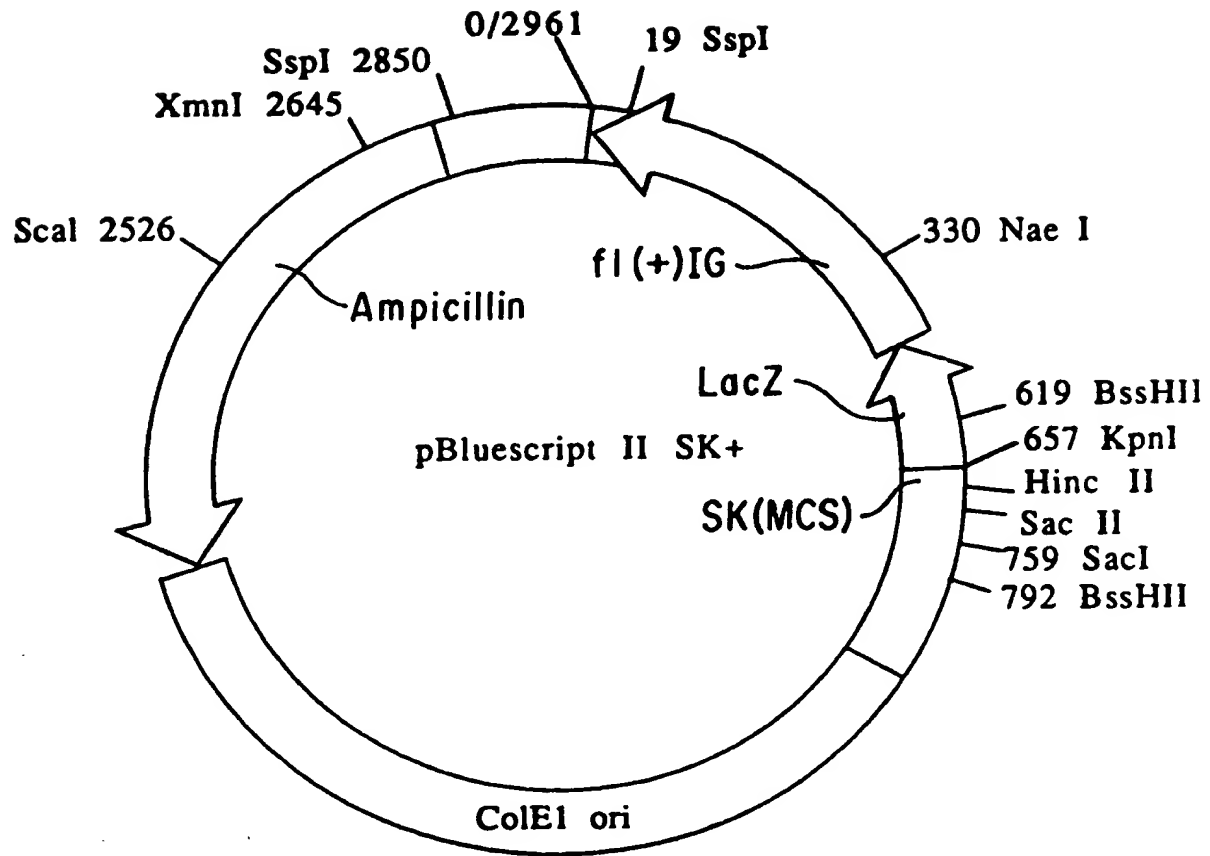 0/2961
19 SspI
SspI 2850
XmnI 2645
ScaI 2526
330 Nae I
f1(+)IG
Ampicillin
LacZ
619 BssHII
657 KpnI
pBluescript II SK+
Hinc II
SK(MCS)
Sac II
759 SacI
792 BssHII
ColE1 ori